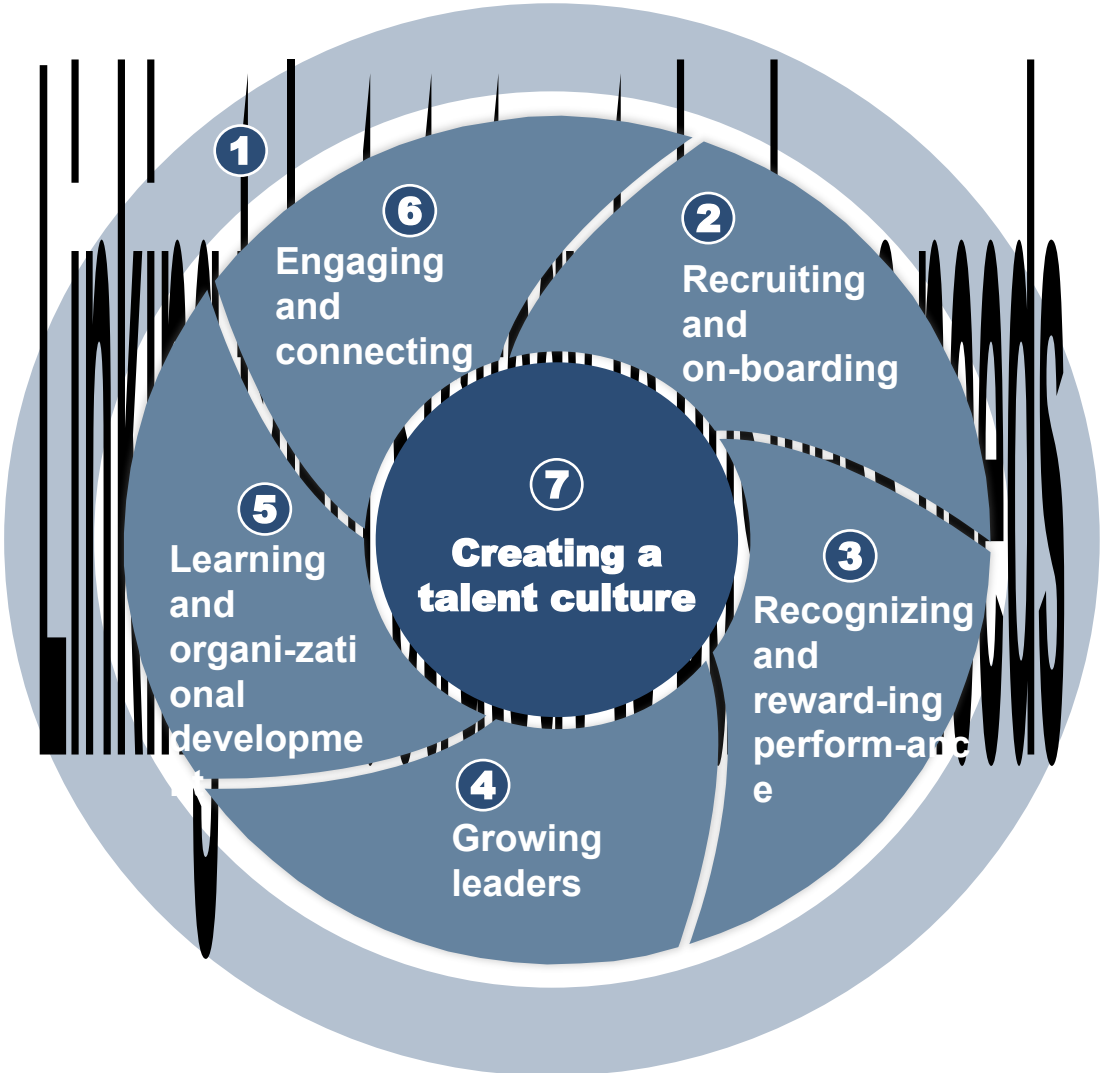 1
6
Engaging
and
connecting
2
Recruiting
and
on-boarding
7
Creating a
talent culture
3
Recognizing
and
reward-ing
perform-anc
e
4
Growing
leaders
5
Learning
and
organi-zati
onal
developme
nt